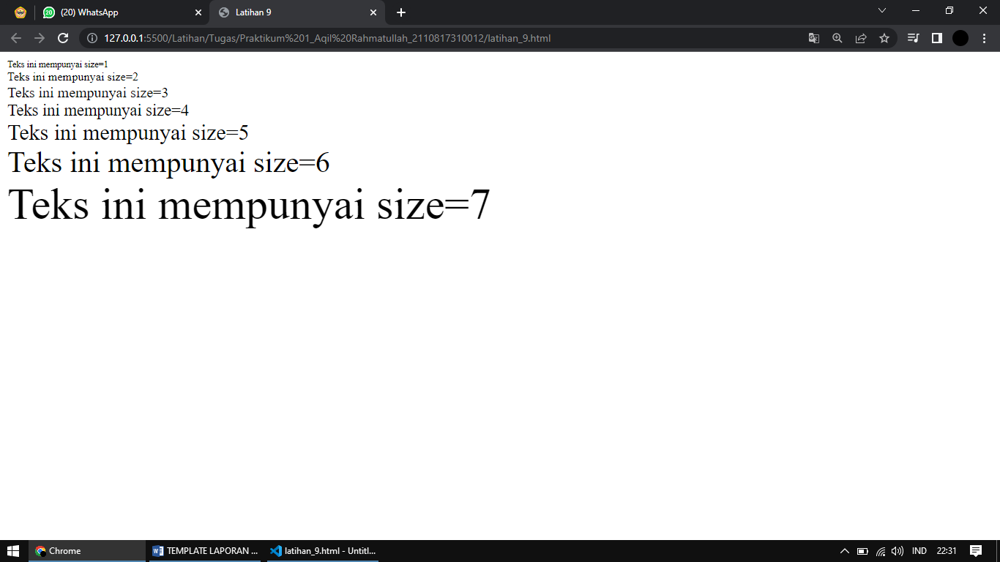 20 (20) WhatsApp Latihan 9
127.0.0.1:5500/Latihan/Tugas/Praktikum%201_Aqil%20Rahmatullah_2110817310012/latihan_9.html
Teks ini mempunyai size=1
Teks ini mempunyai size=2
Teks ini mempunyai size=3
Teks ini mempunyai size=4
Teks ini mempunyai size=5
Teks ini mempunyai size=6
Teks ini mempunyai size=7
Chrome TEMPLATE LAPORAN ... latihan_9.html - Untitl... IND 22:31